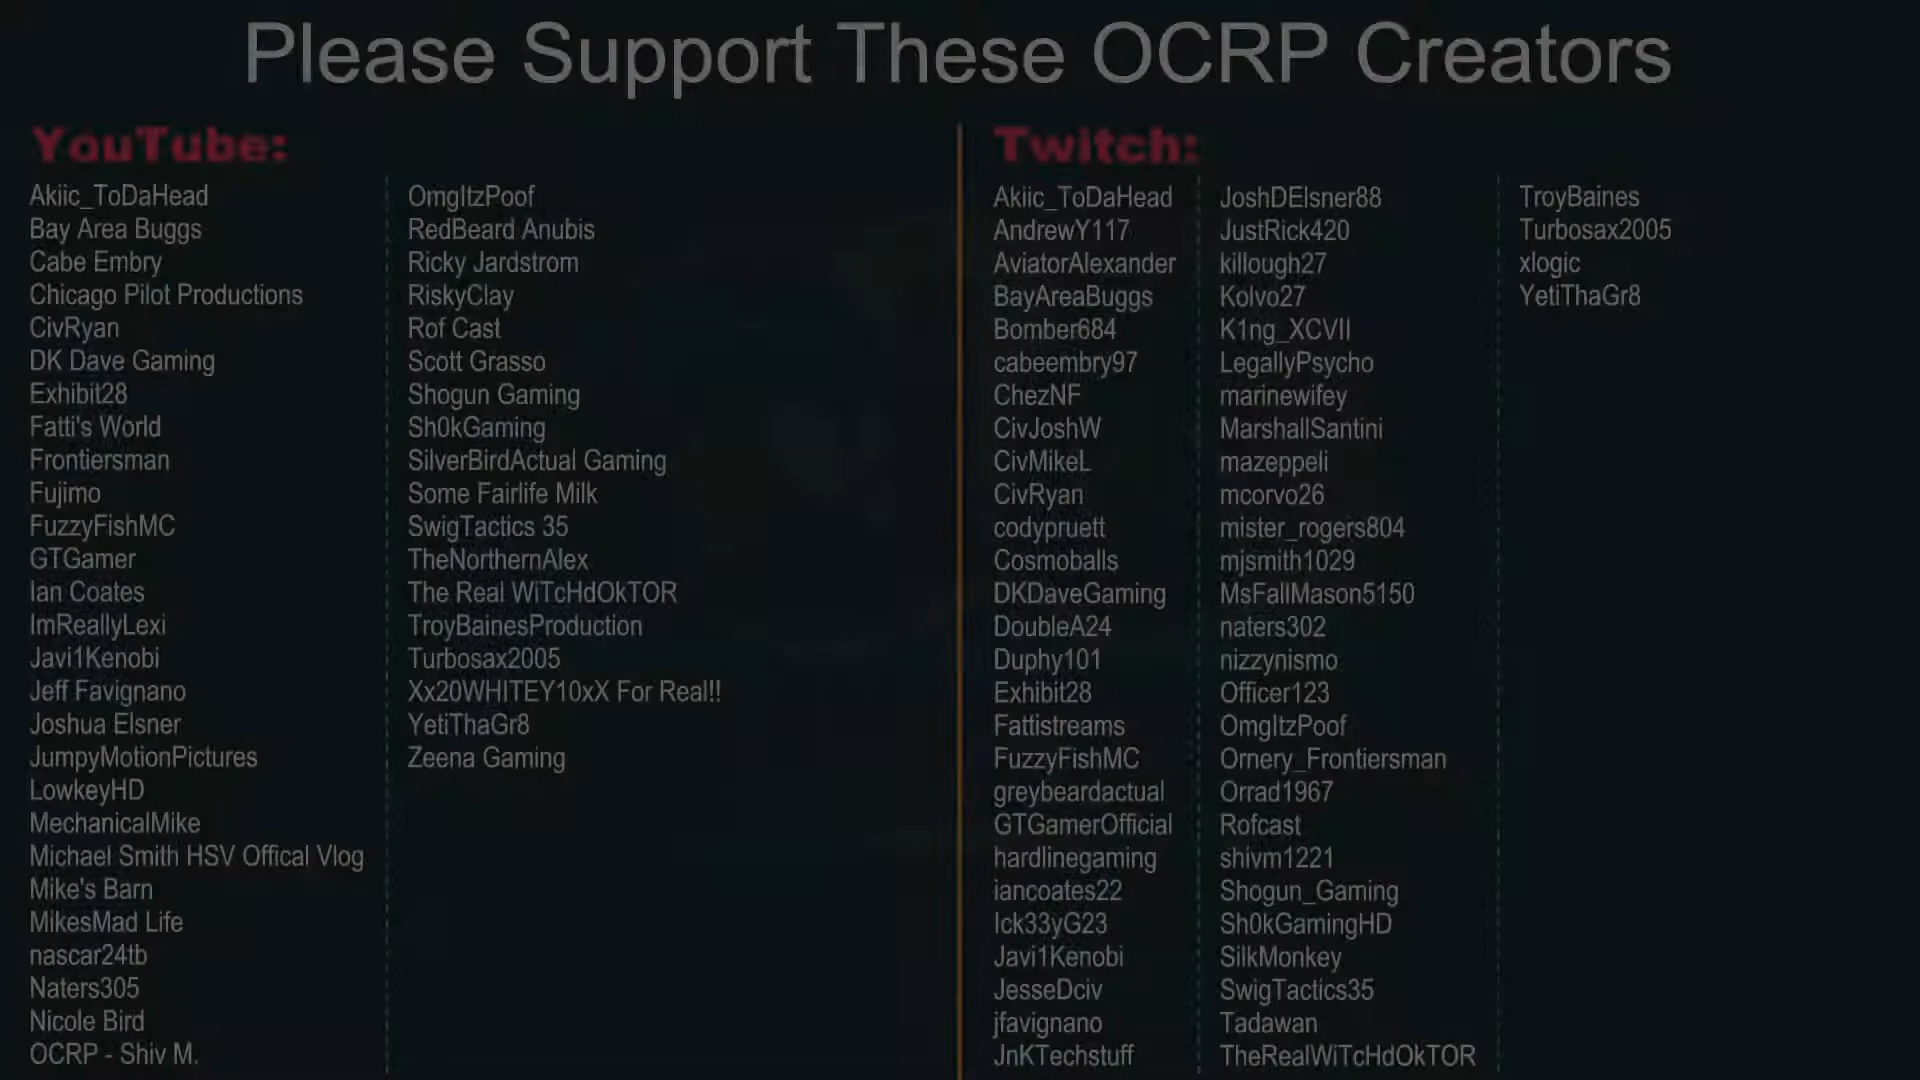 Please Support These OCRP Creators
YouTube:
Akiic_ToDaHead
Bay Area Buggs
Cabe Embry
Chicago Pilot Productions
CivRyan
DK Dave Gaming
Exhibit28
Fatti's World
Frontiersman
Fujimo
FuzzyFishMC
GTGamer
Ian Coates
ImReallyLexi
Javi1Kenobi
Jeff Favignano
Joshua Elsner
JumpyMotionPictures
LowkeyHD
MechanicalMike
Michael Smith HSV Offical Vlog
Mike's Barn
MikesMad Life
nascar24tb
Naters305
Nicole Bird
OCRP - Shiv M.
OmgItzPoof
RedBeard Anubis
Ricky Jardstrom
RiskyClay
Rof Cast
Scott Grasso
Shogun Gaming
Sh0kGaming
SilverBirdActual Gaming
Some Fairlife Milk
SwigTactics 35
TheNorthernAlex
The Real WiTcHdOkTOR
TroyBainesProduction
Turbosax2005
Xx20WHITEY10xX For Real!!
YetiThaGr8
Zeena Gaming
Twitch:
Akiic_ToDaHead
AndrewY117
AviatorAlexander
BayAreaBuggs
Bomber684
cabeembry97
ChezNF
CivJoshW
CivMikeL
CivRyan
codypruett
Cosmoballs
DKDaveGaming
DoubleA24
Duphy101
Exhibit28
Fattistreams
FuzzyFishMC
greybeardactual
GTGamerOfficial
hardlinegaming
iancoates22
Ick33yG23
Javi1Kenobi
JesseDciv
jfavignano
JnKTechstuff
JoshDElsner88
JustRick420
killough27
Kolvo27
K1ng_XCVII
LegallyPsycho
marinewifey
MarshallSantini
mazeppeli
mcorvo26
mister_rogers804
mjsmith1029
MsFallMason5150
naters302
nizzynismo
Officer123
OmgItzPoof
Ornery_Frontiersman
Orrad1967
Rofcast
shivm1221
Shogun_Gaming
Sh0kGamingHD
SilkMonkey
SwigTactics35
Tadawan
TheRealWiTcHdOkTOR
TroyBaines
Turbosax2005
xlogic
YetiThaGr8